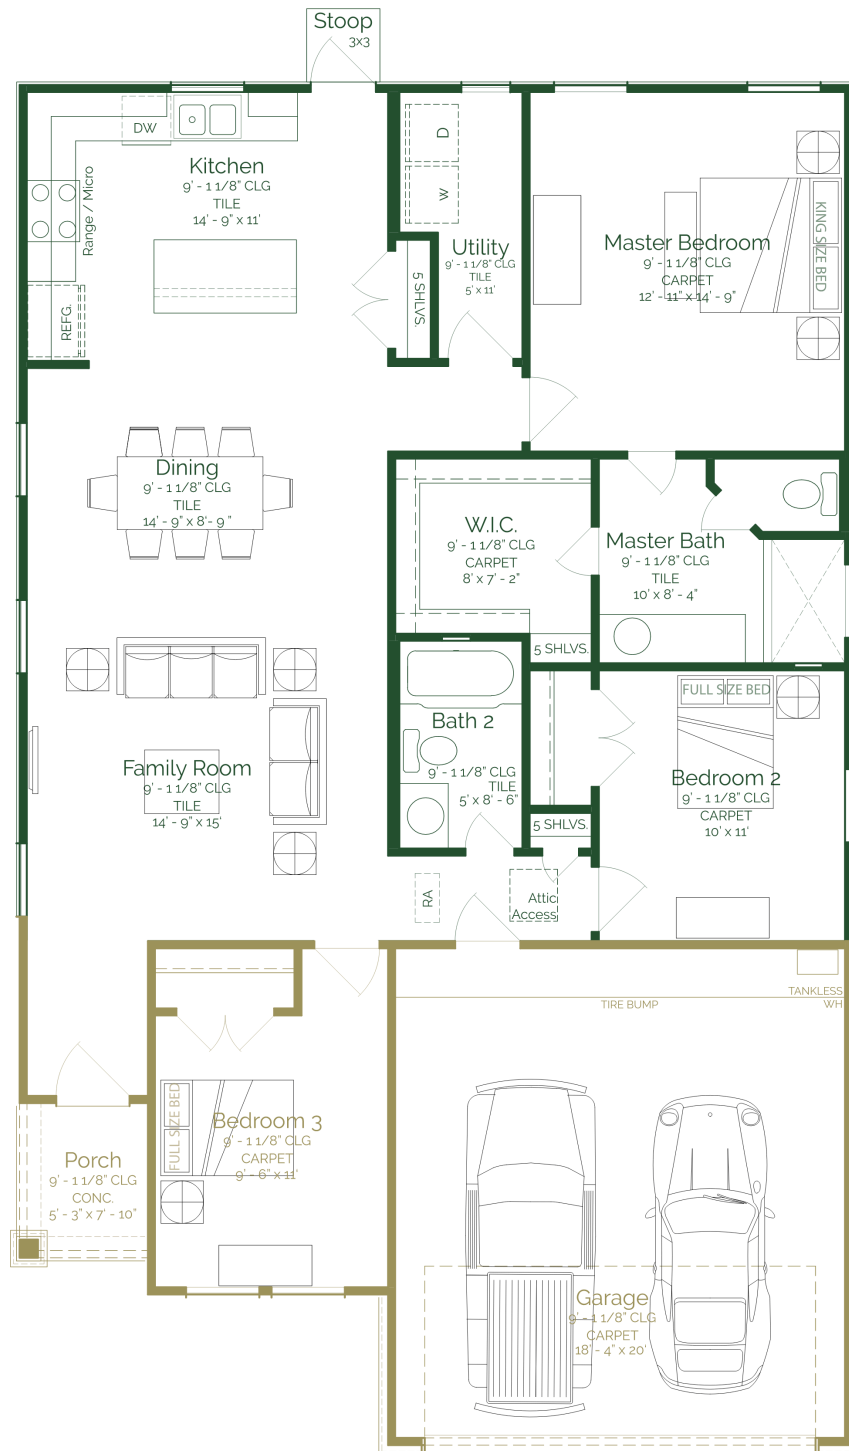 Stoop
3x3
DW
Kitchen
9' - 1 1/8" CLG
TILE
14' - 9" x 11'
Range / Micro
REFG.
D
W
Utility
9' - 1 1/8" CLG
TILE
5' x 11'
5 SHLVS.
Master Bedroom
9' - 1 1/8" CLG
CARPET
12' - 11" x 14' - 9"
KING SIZE BED
Dining
9' - 1 1/8" CLG
TILE
14' - 9" x 8'- 9 "
W.I.C.
9' - 1 1/8" CLG
CARPET
8' x 7' - 2"
5 SHLVS.
Master Bath
9' - 1 1/8" CLG
TILE
10' x 8' - 4"
Family Room
9' - 1 1/8" CLG
TILE
14' - 9" x 15'
Bath 2
9' - 1 1/8" CLG
TILE
5' x 8' - 6"
FULL SIZE BED
Bedroom 2
9' - 1 1/8" CLG
CARPET
10' x 11'
5 SHLVS.
RA
Attic
Access
TANKLESS
WH
TIRE BUMP
FULL SIZE BED
Bedroom 3
9' - 1 1/8" CLG
CARPET
9' - 6" x 11'
Porch
9' - 1 1/8" CLG
CONC.
5' - 3" x 7' - 10"
Garage
9' - 1 1/8" CLG
CARPET
18' - 4" x 20'